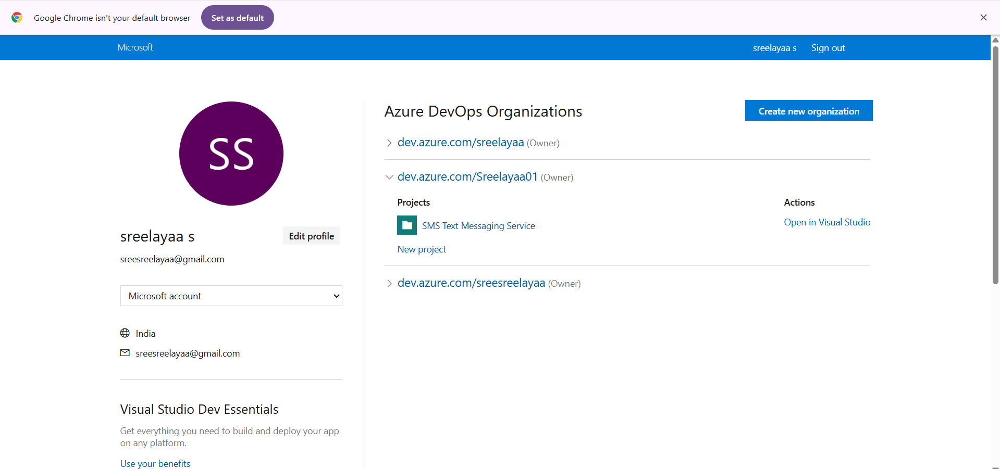 Google Chrome isn't your default browser
Set as default
Microsoft
sreelayaa s
Sign out
SS
sreelayaa s
Edit profile
sreesreelayaa@gmail.com
Microsoft account
India
sreesreelayaa@gmail.com
Visual Studio Dev Essentials
Get everything you need to build and deploy your app
on any platform.
Use your benefits
Azure DevOps Organizations
Create new organization
dev.azure.com/sreelayaa (Owner)
dev.azure.com/Sreelayaa01 (Owner)
Projects
Actions
SMS Text Messaging Service
Open in Visual Studio
New project
dev.azure.com/sreesreelayaa (Owner)